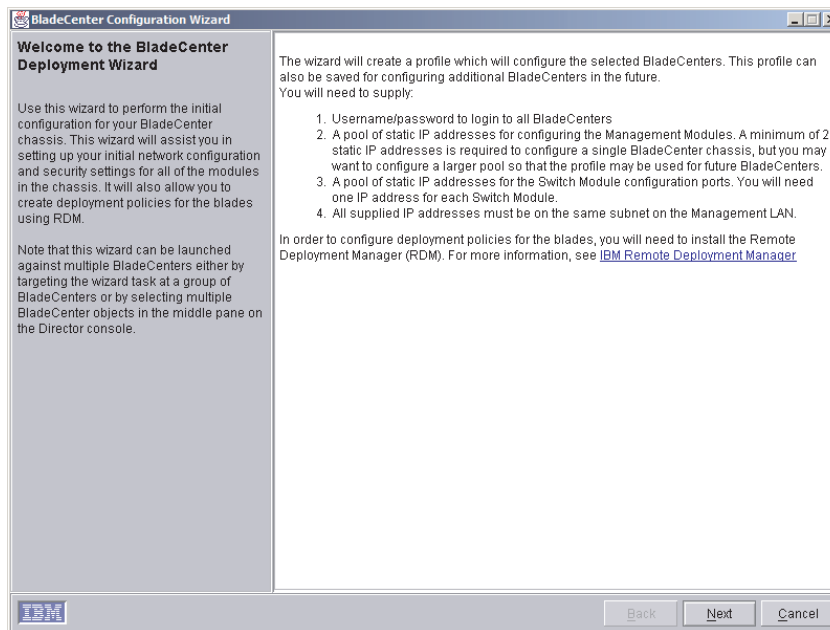 BladeCenter Configuration Wizard
Welcome to the BladeCenter
Deployment Wizard
Use this wizard to perform the initial
configuration for your BladeCenter
chassis. This wizard will assist you in
setting up your initial network configuration
and security settings for all of the modules
in the chassis. It will also allow you to
create deployment policies for the blades
using RDM.
Note that this wizard can be launched
against multiple BladeCenters either by
targeting the wizard task at a group of
BladeCenters or by selecting multiple
BladeCenter objects in the middle pane on
the Director console.
The wizard will create a profile which will configure the selected BladeCenters. This profile can
also be saved for configuring additional BladeCenters in the future.
You will need to supply:
1. Username/password to login to all BladeCenters
2. A pool of static IP addresses for configuring the Management Modules. A minimum of 2
static IP addresses is required to configure a single BladeCenter chassis, but you may
want to configure a larger pool so that the profile may be used for future BladeCenters.
3. A pool of static IP addresses for the Switch Module configuration ports. You will need
one IP address for each Switch Module.
4. All supplied IP addresses must be on the same subnet on the Management LAN.
In order to configure deployment policies for the blades, you will need to install the Remote
Deployment Manager (RDM). For more information, see IBM Remote Deployment Manager
IBM
Back
Next
Cancel